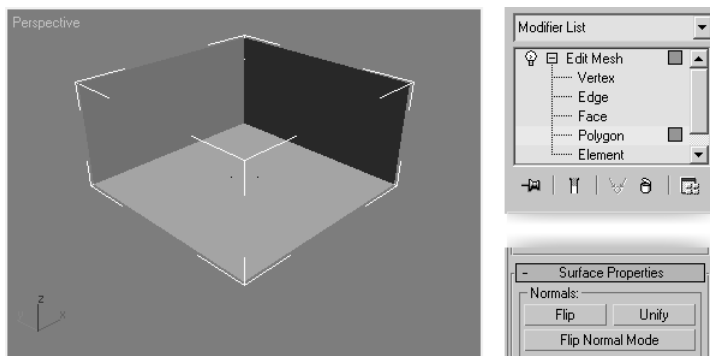 Perspective
z
y
x
Modifier List
Edit Mesh
Vertex
Edge
Face
Polygon
Element
- Surface Properties
Normals:
Flip Unify
Flip Normal Mode